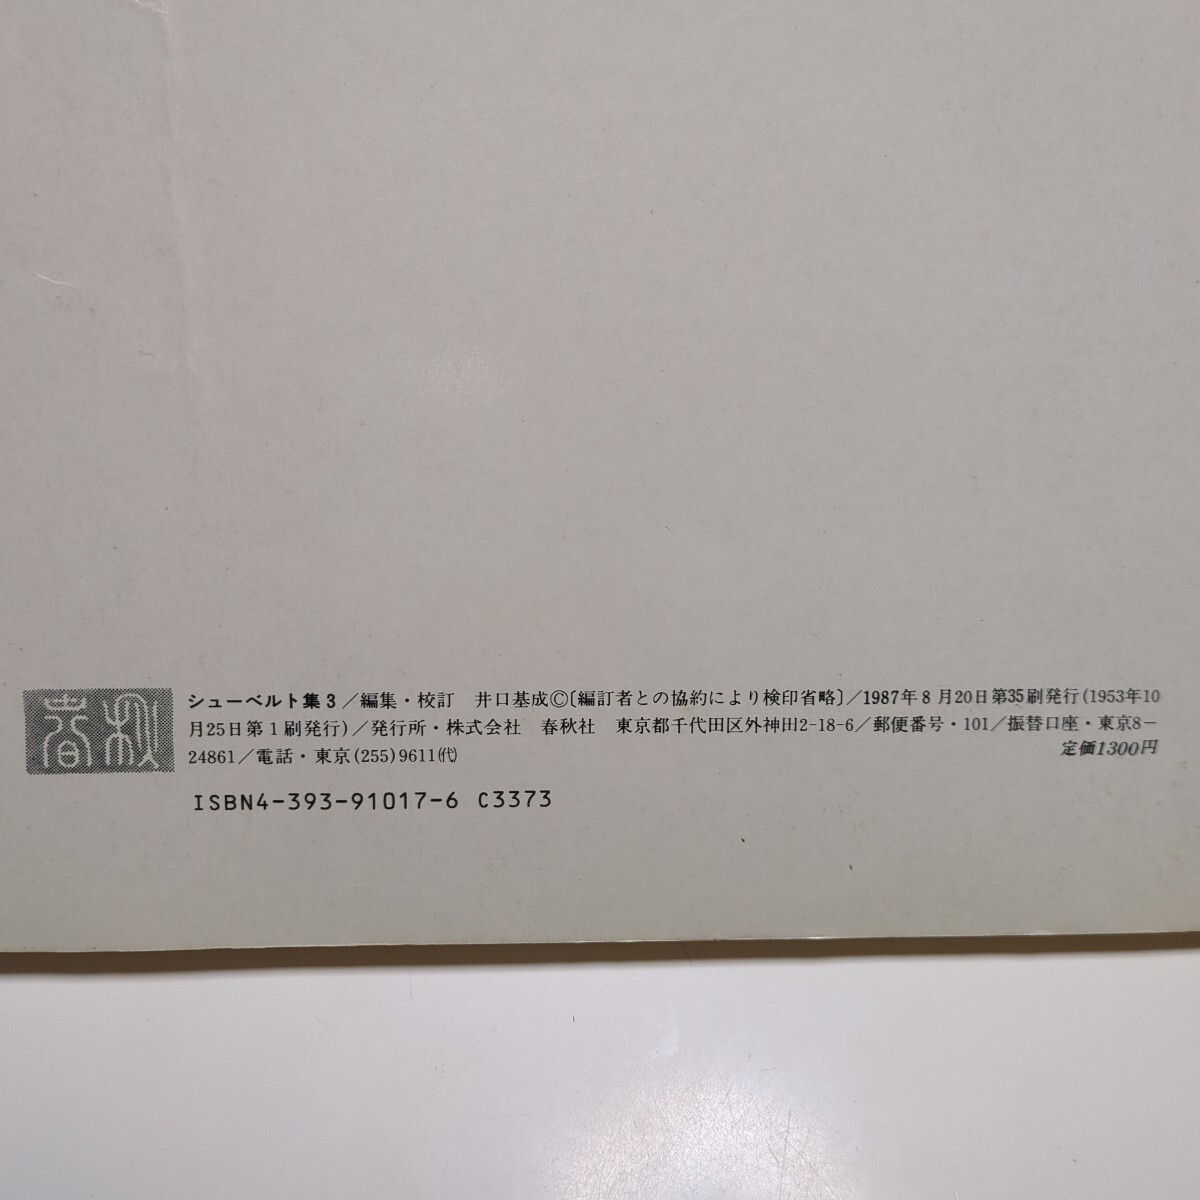 春秋
シューベルト集3／編集・校訂 井口基成Ⓒ〔編訂者との協約により検印省略〕／1987年8月20日第35刷発行(1953年10
月25日第1刷発行)／発行所・株式会社 春秋社 東京都千代田区外神田2-18-6／郵便番号・101／振替口座・東京8－
24861／電話・東京(255)9611㈹
定価1300円
ISBN4-393-91017-6 C3373